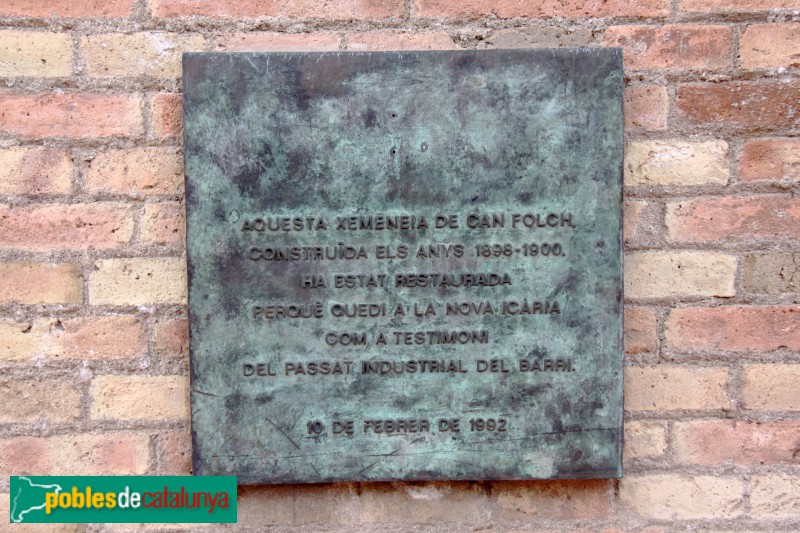 AQUESTA XEMENEIA DE CAN FOLCH,
CONSTRUÏDA ELS ANYS 1898-1900,
HA ESTAT RESTAURADA
PERQUÈ QUEDI A LA NOVA ICÀRIA
COM A TESTIMONI
DEL PASSAT INDUSTRIAL DEL BARRI.
10 DE FEBRER DE 1992
poblesdecatalunya